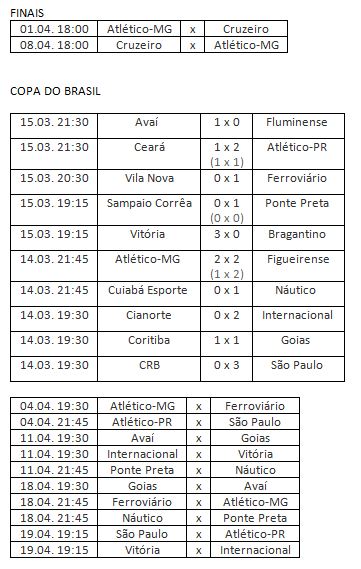 FINAIS
01.04. 18:00 Atlético-MG x Cruzeiro
08.04. 18:00 Cruzeiro x Atlético-MG
COPA DO BRASIL
15.03. 21:30 Avaí 1 x 0 Fluminense
15.03. 21:30 Ceará 1 x 2 Atlético-PR
(1 x 1)
15.03. 20:30 Vila Nova 0 x 1 Ferroviário
15.03. 19:15 Sampaio Corrêa 0 x 1 Ponte Preta
(0 x 0)
15.03. 19:15 Vitória 3 x 0 Bragantino
14.03. 21:45 Atlético-MG 2 x 2 Figueirense
(1 x 2)
14.03. 21:45 Cuiabá Esporte 0 x 1 Náutico
14.03. 19:30 Cianorte 0 x 2 Internacional
14.03. 19:30 Coritiba 1 x 1 Goias
14.03. 19:30 CRB 0 x 3 São Paulo
04.04. 19:30 Atlético-MG x Ferroviário
04.04. 21:45 Atlético-PR x São Paulo
11.04. 19:30 Avaí x Goias
11.04. 19:30 Internacional x Vitória
11.04. 21:45 Ponte Preta x Náutico
18.04. 19:30 Goias x Avaí
18.04. 21:45 Ferroviário x Atlético-MG
18.04. 21:45 Náutico x Ponte Preta
19.04. 19:15 São Paulo x Atlético-PR
19.04. 19:15 Vitória x Internacional